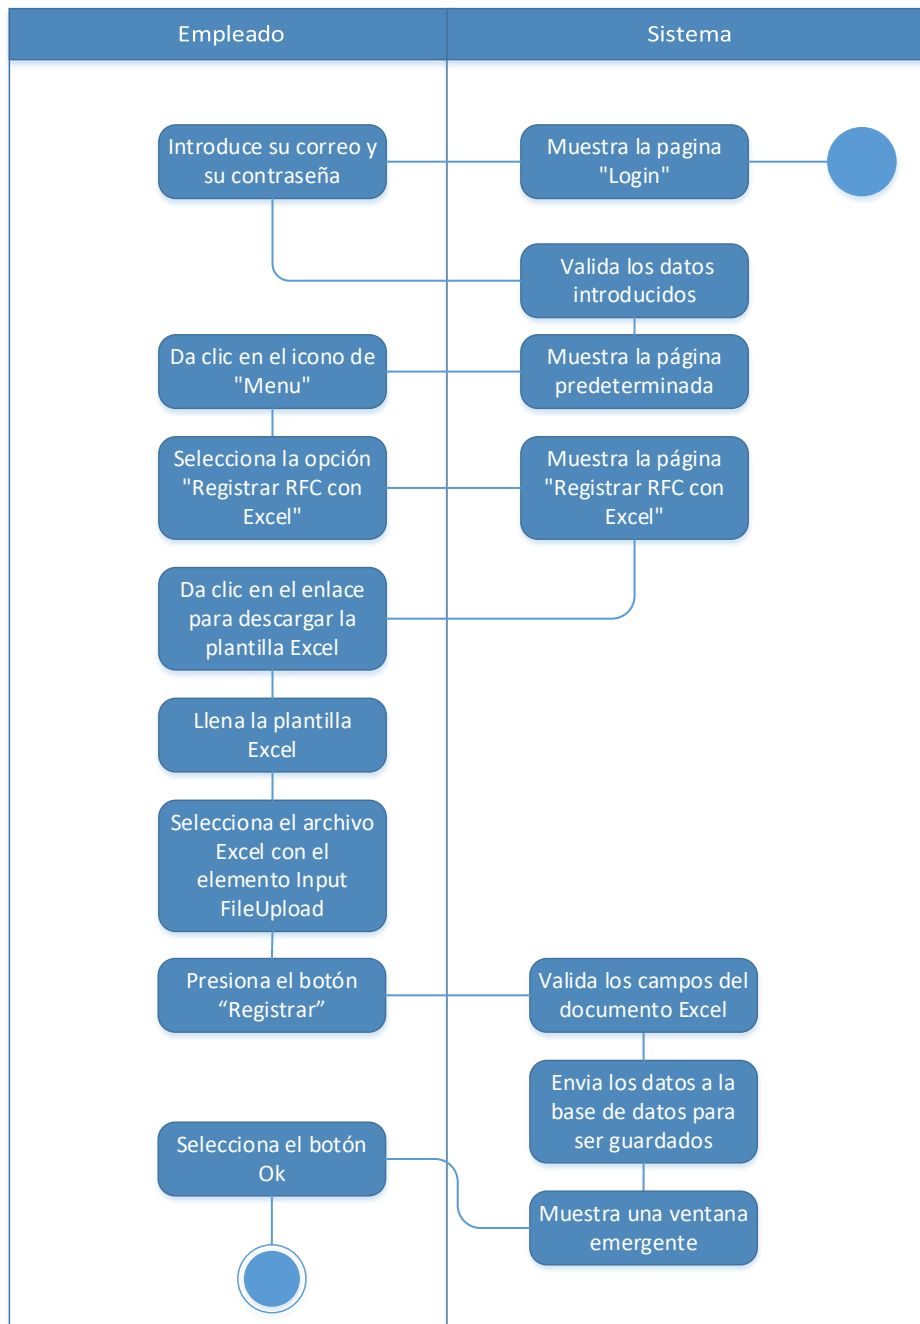 Empleado
Sistema
Introduce su correo y
su contraseña
Muestra la pagina
"Login"
Valida los datos
introducidos
Da clic en el icono de
"Menu"
Muestra la página
predeterminada
Selecciona la opción
"Registrar RFC con
Excel"
Muestra la página
"Registrar RFC con
Excel"
Da clic en el enlace
para descargar la
plantilla Excel
Llena la plantilla
Excel
Selecciona el archivo
Excel con el
elemento Input
FileUpload
Presiona el botón
“Registrar”
Valida los campos del
documento Excel
Envia los datos a la
base de datos para
ser guardados
Selecciona el botón
Ok
Muestra una ventana
emergente